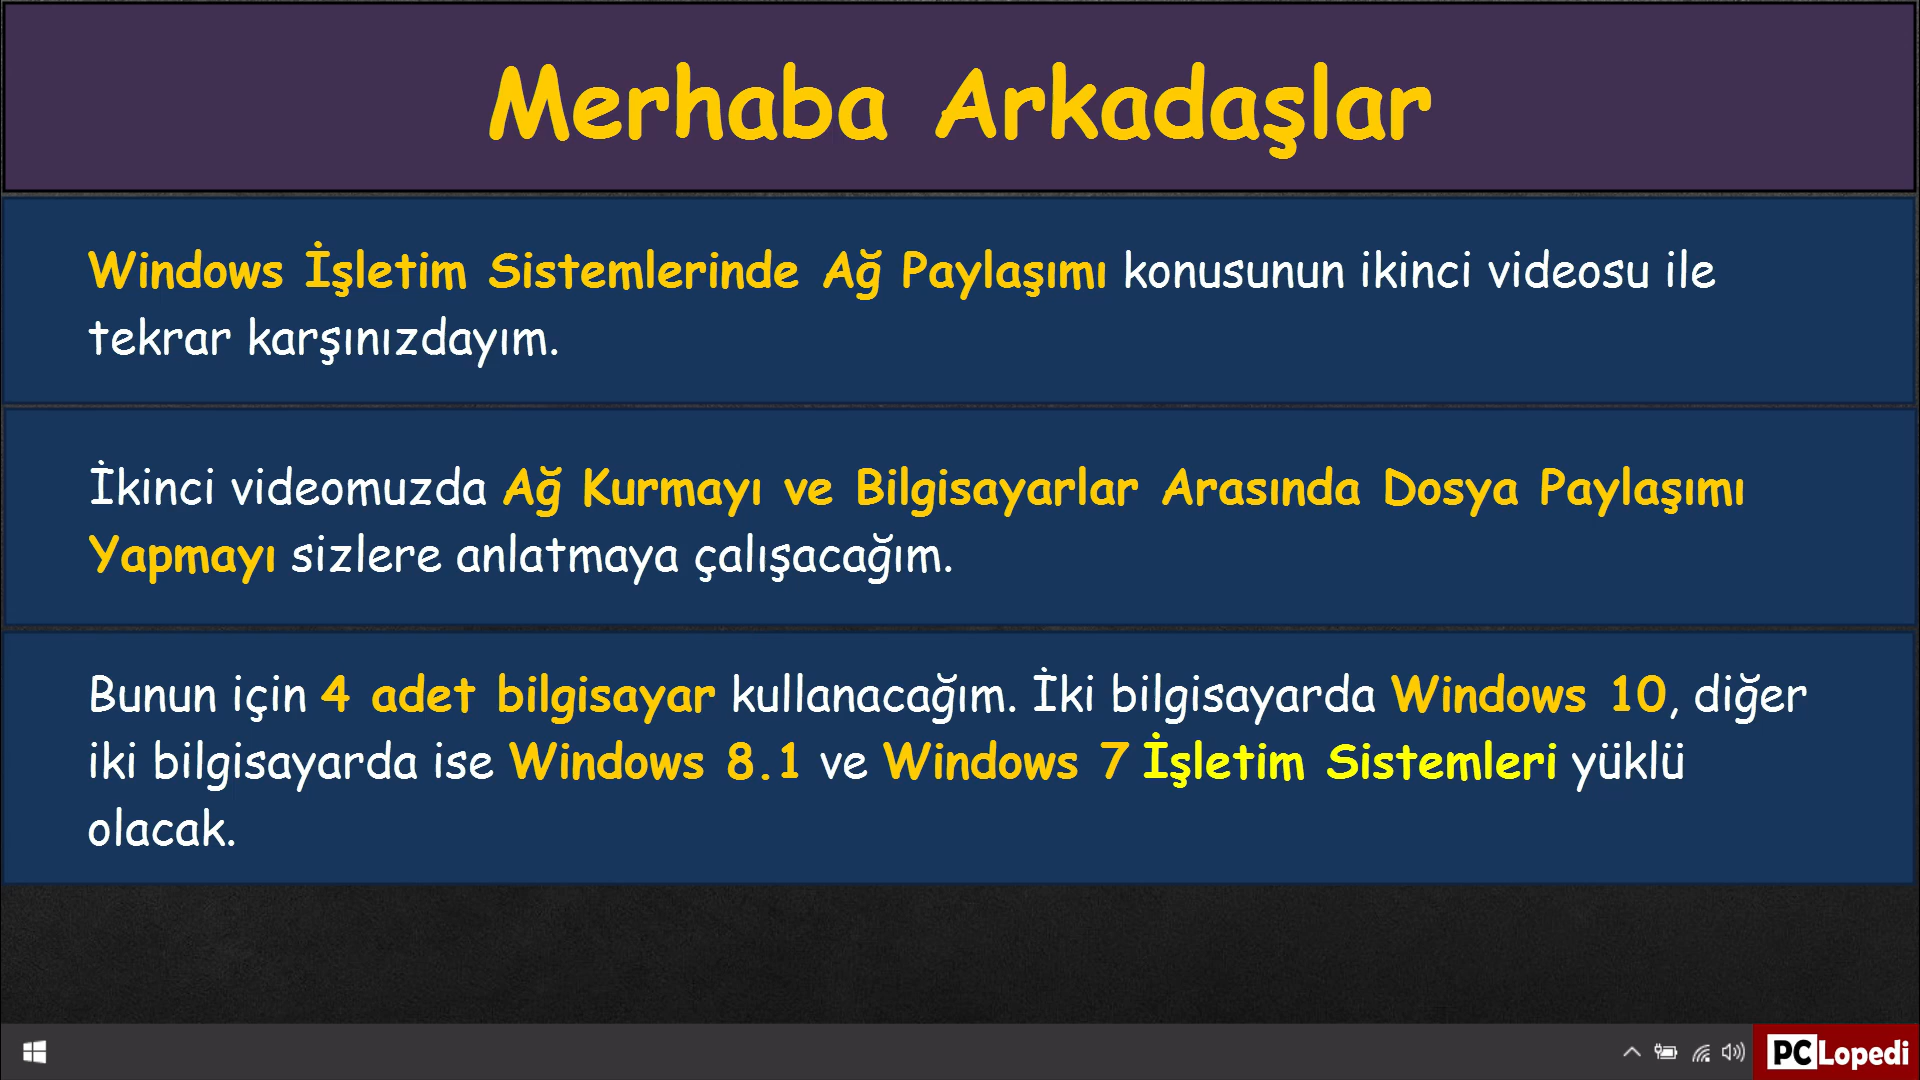 Merhaba Arkadaşlar
Windows İşletim Sistemlerinde Ağ Paylaşımı konusunun ikinci videosu ile
tekrar karşınızdayım.
İkinci videomuzda Ağ Kurmayı ve Bilgisayarlar Arasında Dosya Paylaşımı
Yapmayı sizlere anlatmaya çalışacağım.
Bunun için 4 adet bilgisayar kullanacağım. İki bilgisayarda Windows 10, diğer
iki bilgisayarda ise Windows 8.1 ve Windows 7 İşletim Sistemleri yüklü
olacak.
PCLopedi